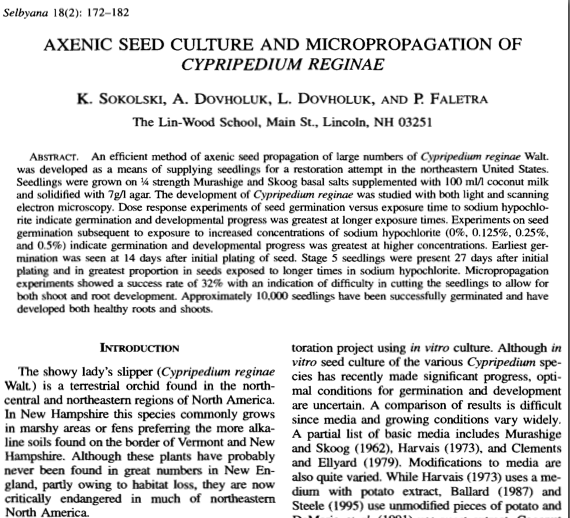 Selbyana 18(2): 172–182
AXENIC SEED CULTURE AND MICROPROPAGATION OF
CYPRIPEDIUM REGINAE
K. SOKOLSKI, A. DOVHOLUK, L. DOVHOLUK, AND P. FALETRA
The Lin-Wood School, Main St., Lincoln, NH 03251
ABSTRACT. An efficient method of axenic seed propagation of large numbers of Cypripedium reginae Walt.
was developed as a means of supplying seedlings for a restoration attempt in the northeastern United States.
Seedlings were grown on ¼ strength Murashige and Skoog basal salts supplemented with 100 ml/l coconut milk
and solidified with 7g/l agar. The development of Cypripedium reginae was studied with both light and scanning
electron microscopy. Dose response experiments of seed germination versus exposure time to sodium hypochlo-
rite indicate germination and developmental progress was greatest at longer exposure times. Experiments on seed
germination subsequent to exposure to increased concentrations of sodium hypochlorite (0%, 0.125%, 0.25%,
and 0.5%) indicate germination and developmental progress was greatest at higher concentrations. Earliest ger-
mination was seen at 14 days after initial plating of seed. Stage 5 seedlings were present 27 days after initial
plating and in greatest proportion in seeds exposed to longer times in sodium hypochlorite. Micropropagation
experiments showed a success rate of 32% with an indication of difficulty in cutting the seedlings to allow for
both shoot and root development. Approximately 10,000 seedlings have been successfully germinated and have
developed both healthy roots and shoots.
INTRODUCTION
The showy lady's slipper (Cypripedium reginae
Walt.) is a terrestrial orchid found in the north-
central and northeastern regions of North America.
In New Hampshire this species commonly grows
in marshy areas or fens preferring the more alka-
line soils found on the border of Vermont and New
Hampshire. Although these plants have probably
never been found in great numbers in New En-
gland, partly owing to habitat loss, they are now
critically endangered in much of northeastern
North America.
toration project using in vitro culture. Although in
vitro seed culture of the various Cypripedium spe-
cies has recently made significant progress, opti-
mal conditions for germination and development
are uncertain. A comparison of results is difficult
since media and growing conditions vary widely.
A partial list of basic media includes Murashige
and Skoog (1962), Harvais (1973), and Clements
and Ellyard (1979). Modifications to media are
also quite varied. While Harvais (1973) uses a me-
dium with potato extract, Ballard (1987) and
Steele (1995) use unmodified pieces of potato and